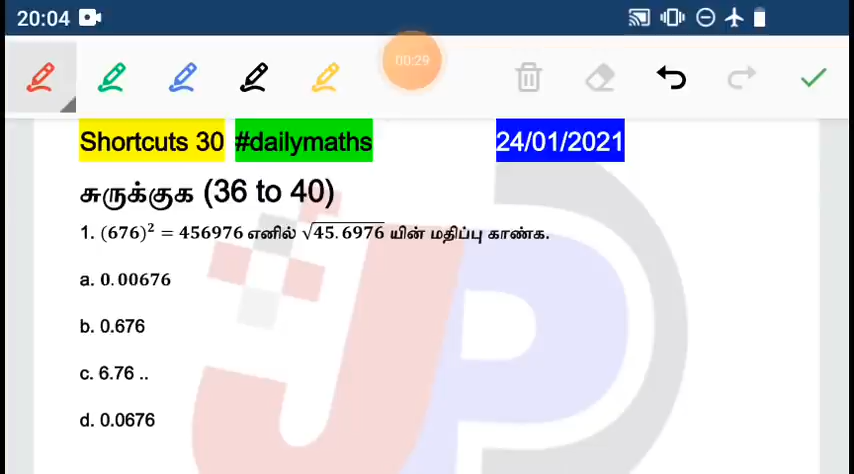 20:04
00:29
Shortcuts 30 #dailymaths 24/01/2021
சுருக்குக (36 to 40)
1. (676)² = 456976 எனில் √45.6976 யின் மதிப்பு காண்க.
a. 0.00676
b. 0.676
c. 6.76 ..
d. 0.0676
JP